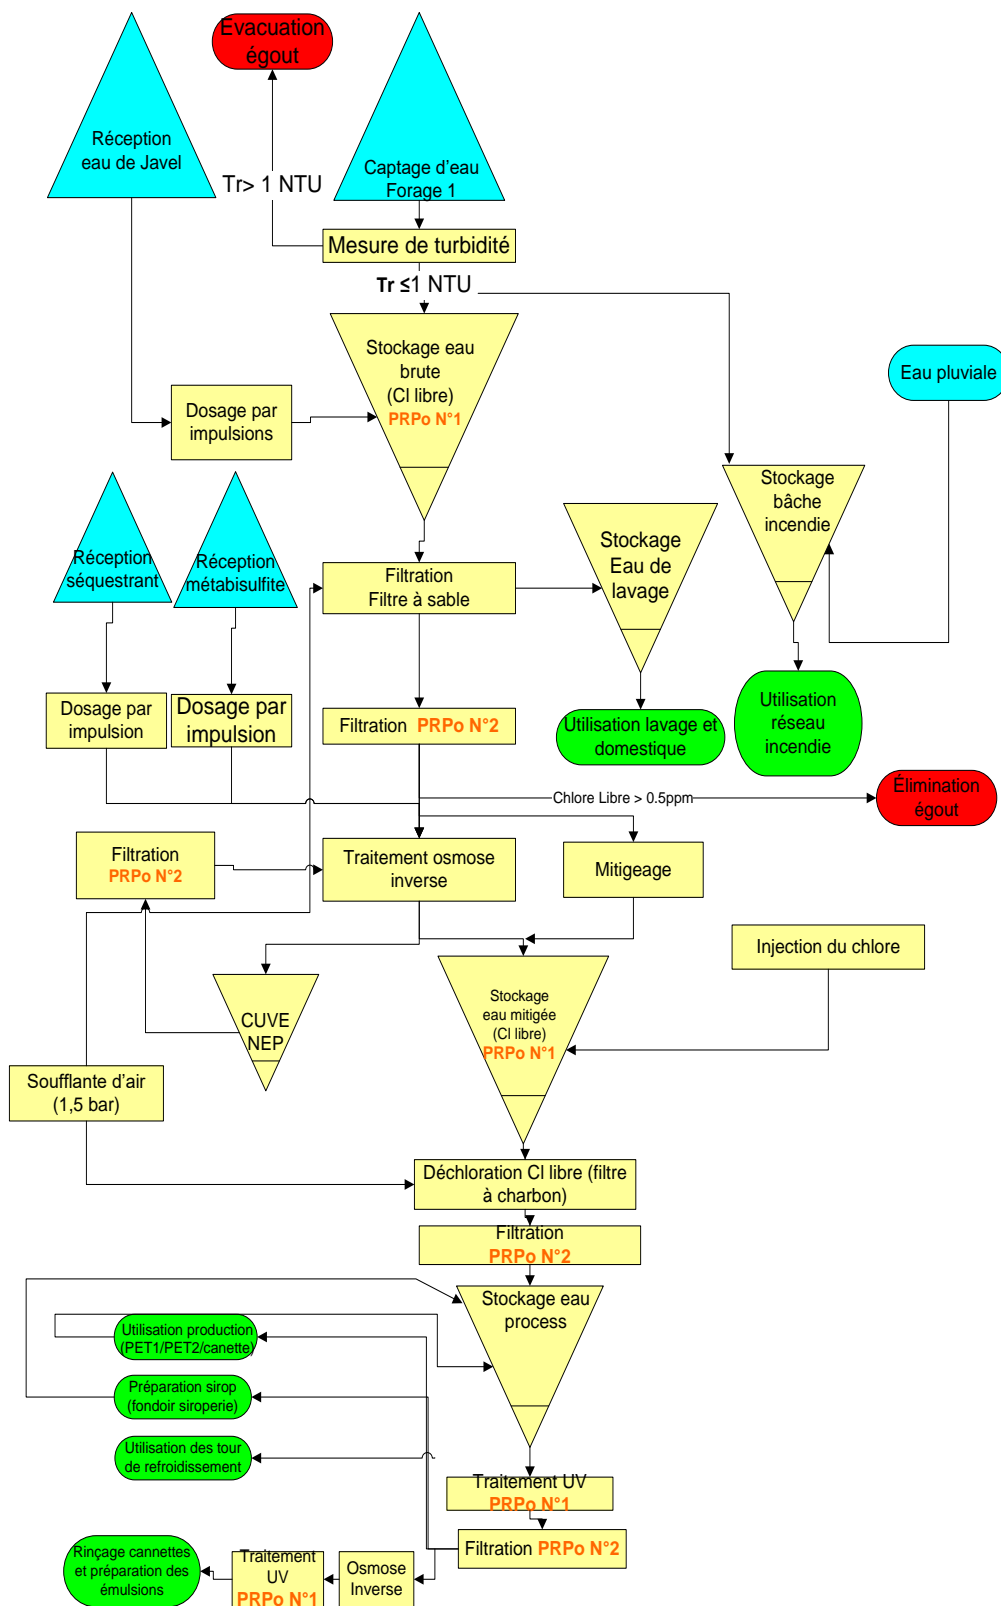 Evacuation
égout
Réception
eau de Javel
Captage d'eau
Forage 1
Tr> 1 NTU
Mesure de turbidité
Tr ≤1 NTU
Stockage eau
brute
(Cl libre)
PRPo N°1
Eau pluviale
Dosage par
impulsions
Stockage
bâche
incendie
Réception
séquestrant
Réception
métabisulfite
Filtration
Filtre à sable
Stockage
Eau de
lavage
Dosage par
impulsion
Dosage par
impulsion
Filtration PRPo N°2
Utilisation lavage et
domestique
Utilisation
réseau
incendie
Chlore Libre > 0.5ppm
Élimination
égout
Filtration
PRPo N°2
Traitement osmose
inverse
Mitigeage
Injection du chlore
CUVE
NEP
Stockage
eau mitigée
(Cl libre)
PRPo N°1
Soufflante d'air
(1,5 bar)
Déchloration Cl libre (filtre
à charbon)
Filtration
PRPo N°2
Stockage eau
process
Utilisation production
(PET1/PET2/canette)
Préparation sirop
(fondoir siroperie)
Utilisation des tour
de refroidissement
Traitement UV
PRPo N°1
Filtration PRPo N°2
Rinçage cannettes
et préparation des
émulsions
Traitement
UV
PRPo N°1
Osmose
Inverse